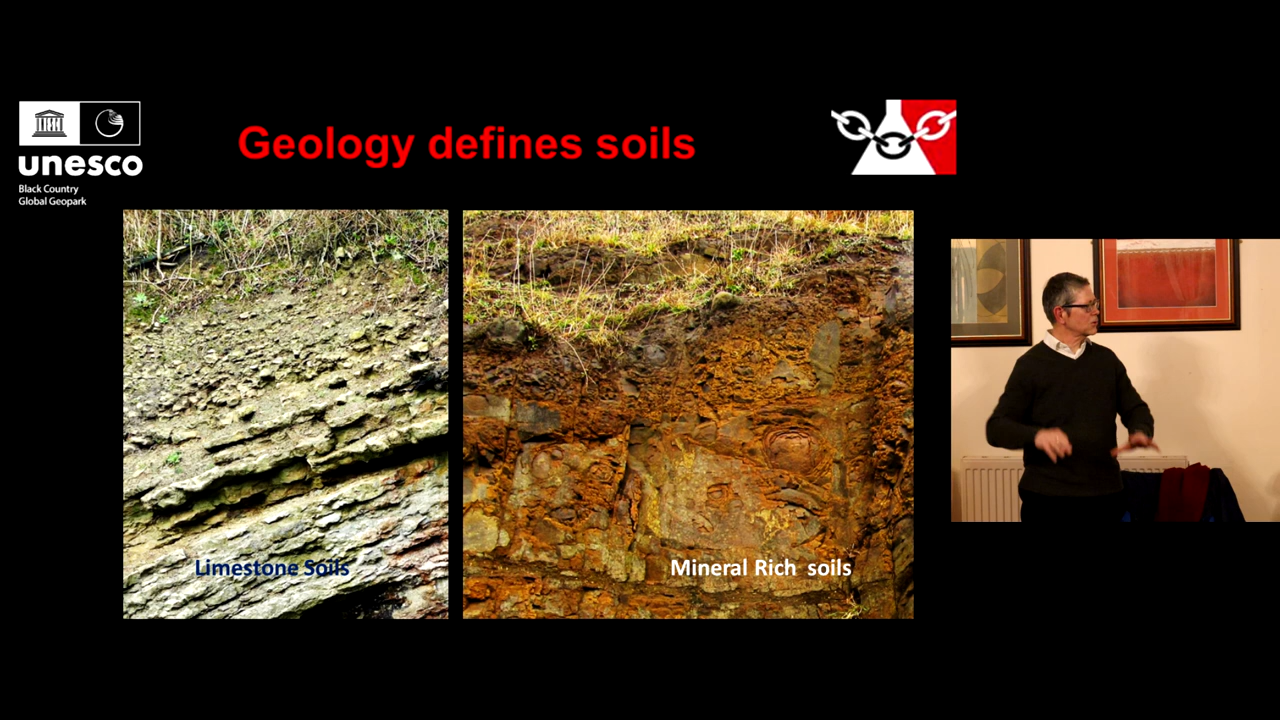 unesco
Black Country
Global Geopark
Geology defines soils
Limestone Soils
Mineral Rich soils